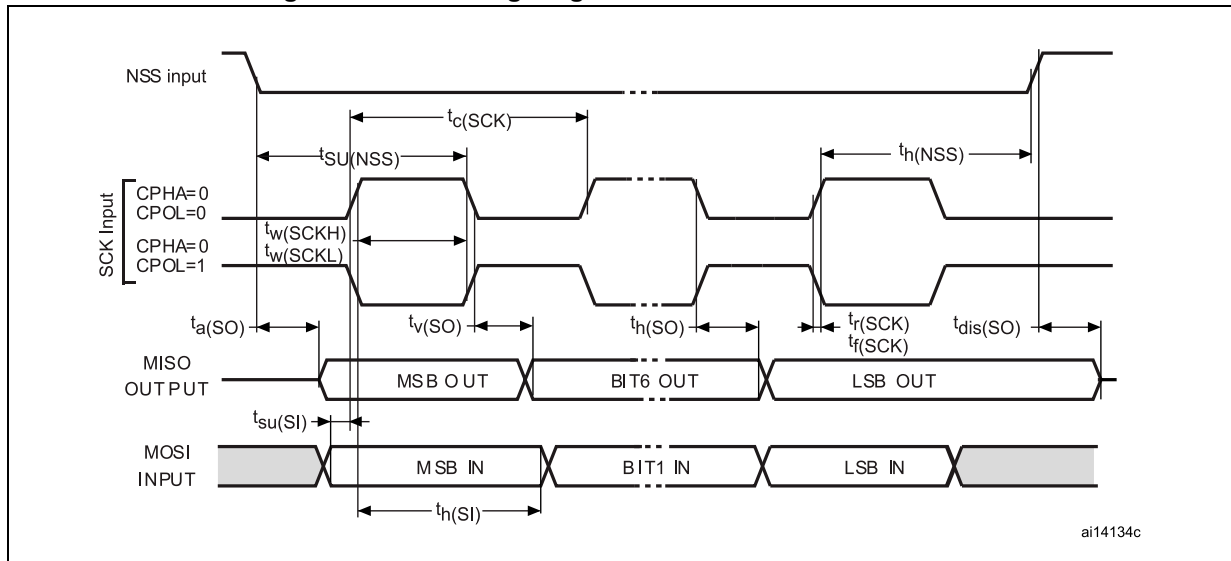 NSS input
tc(SCK)
tSU(NSS)
th(NSS)
SCK Input
CPHA=0
CPOL=0
tw(SCKH)
CPHA=0
tw(SCKL)
CPOL=1
ta(SO)
tv(SO)
th(SO)
tr(SCK)
tf(SCK)
tdis(SO)
MISO
OUTPUT
MSB OUT
BIT6 OUT
LSB OUT
tsu(SI)
MOSI
INPUT
MSB IN
BIT1 IN
LSB IN
th(SI)
ai14134c